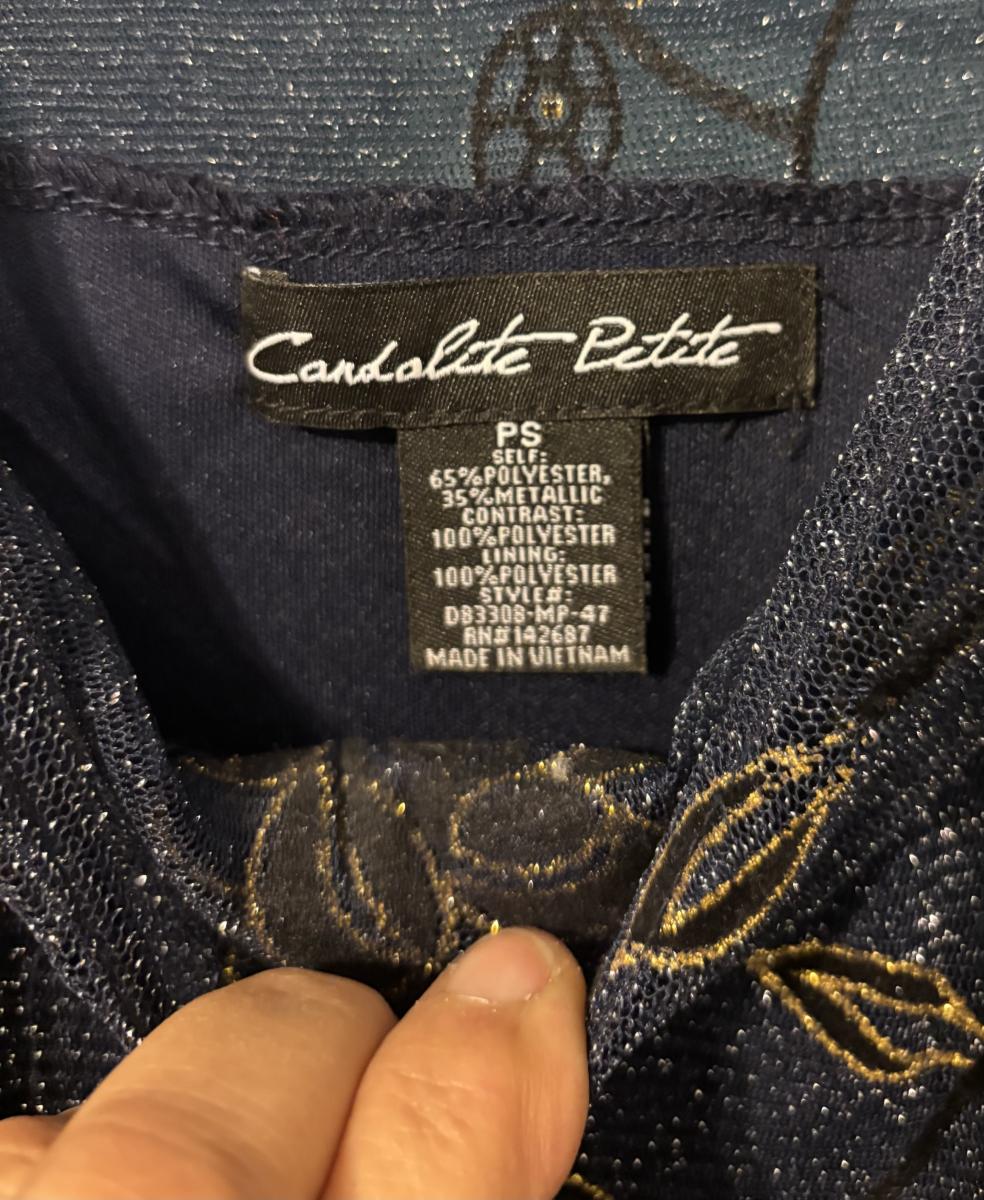 Candalite Petite
PS
SELF:
65%POLYESTER,
35%METALLIC
CONTRAST:
100%POLYESTER
LINING:
100%POLYESTER
STYLE#:
DB3308-MP-47
RN#142687
MADE IN VIETNAM